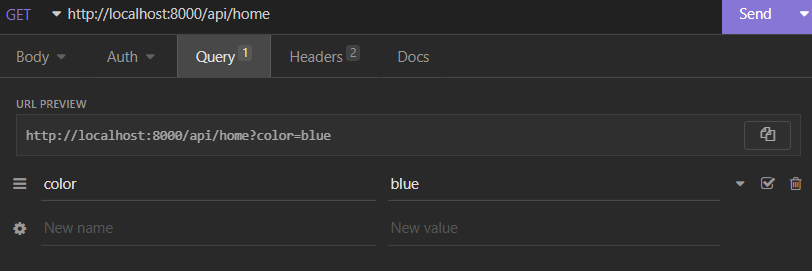 GET http://localhost:8000/api/home Send
Body Auth Query 1 Headers 2 Docs
URL PREVIEW
http://localhost:8000/api/home?color=blue
color blue
New name New value